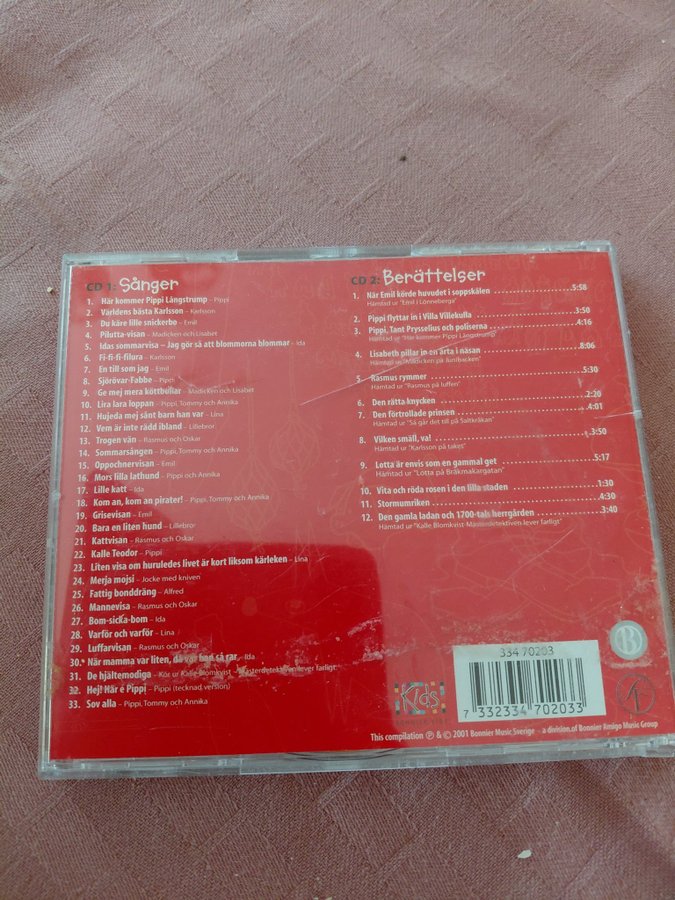 CD 1: Sånger
1. Här kommer Pippi Långstrump – Pippi
2. Världens bästa Karlsson – Karlsson
3. Du käre lille snickerbo – Emil
4. Pilutta-visan – Madicken och Lisabet
5. Idas sommarvisa – Jag gör så att blommorna blommar – Ida
6. Fi-fi-fi-filura – Karlsson
7. En till som jag – Emil
8. Sjörövar-Fabbe – Pippi
9. Ge mej mera köttbullar – Madicken och Lisabet
10. Lira lara loppan – Pippi, Tommy och Annika
11. Hujeda mej sånt barn han var – Lina
12. Vem är inte rädd ibland – Lillebror
13. Trogen vän – Rasmus och Oskar
14. Sommarsången – Pippi, Tommy och Annika
15. Oppochnervisan – Emil
16. Mors lilla lathund – Pippi och Annika
17. Lille katt – Ida
18. Kom an, kom an pirater! – Pippi, Tommy och Annika
19. Grisevisan – Emil
20. Bara en liten hund – Lillebror
21. Kattvisan – Rasmus och Oskar
22. Kalle Teodor – Pippi
23. Liten visa om huruledes livet är kort liksom kärleken – Lina
24. Merja mojsi – Jocke med kniven
25. Fattig bonddräng – Alfred
26. Mannevisa – Rasmus och Oskar
27. Bom-sicka-bom – Ida
28. Varför och varför – Lina
29. Luffarvisan – Rasmus och Oskar
30. När mamma var liten, då var hon så rar – Ida
31. De hjältemodiga – Kör ur Kalle Blomkvist – Mästerdetektiven lever farligt
32. Hej! Här é Pippi – Pippi (tecknad version)
33. Sov alla – Pippi, Tommy och Annika
CD 2: Berättelser
1. När Emil körde huvudet i soppskålen 5:58
Hämtad ur "Emil i Lönneberga"
2. Pippi flyttar in i Villa Villekulla 3:50
3. Pippi, Tant Prysselius och poliserna 4:16
Hämtad ur "Här kommer Pippi Långstrump"
4. Lisabeth pillar in en ärta i näsan 8:06
Hämtad ur "Madicken på Junibacken"
5. Rasmus rymmer 5:30
Hämtad ur "Rasmus på luffen"
6. Den rätta knycken 2:20
7. Den förtrollade prinsen 4:01
Hämtad ur "Så går det till på Saltkråkan"
8. Vilken smäll, va! 3:50
Hämtad ur "Karlsson på taket"
9. Lotta är envis som en gammal get 5:17
Hämtad ur "Lotta på Bråkmakargatan"
10. Vita och röda rosen i den lilla staden 1:30
11. Stormumriken 4:30
12. Den gamla ladan och 1700-tals herrgården 3:40
Hämtad ur "Kalle Blomkvist-Mästerdetektiven lever farligt"
334 70203
7 332334 702033
Kids
BONNIER KIDS
B
1
This compilation ℗ & © 2001 Bonnier Music Sverige - a division of Bonnier Amigo Music Group